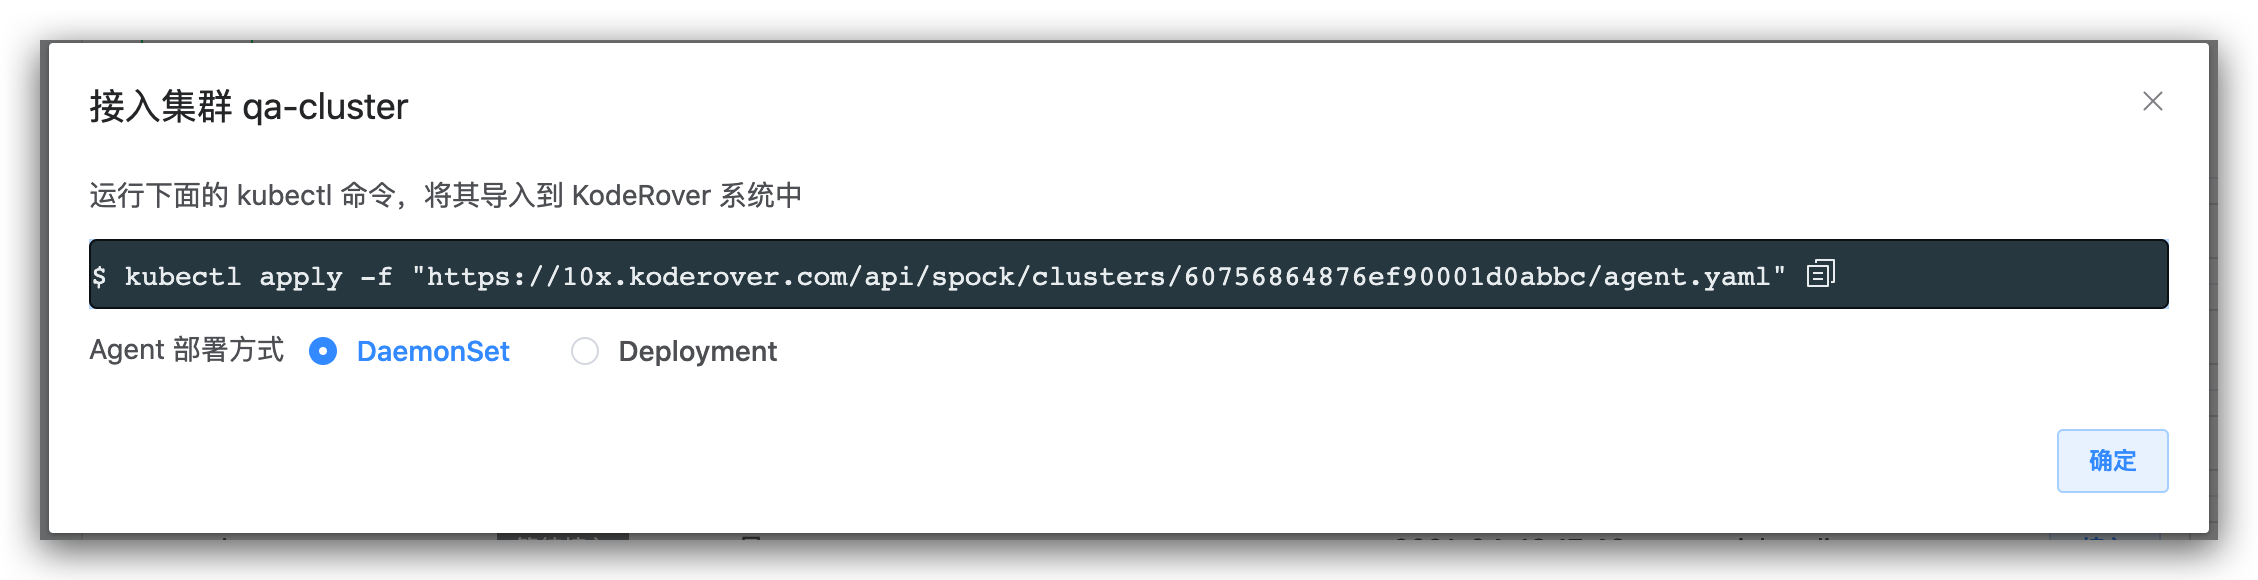 接入集群 qa-cluster
运行下面的 kubectl 命令，将其导入到 KodeRover 系统中
$ kubectl apply -f "https://10x.koderover.com/api/spock/clusters/60756864876ef90001d0abbc/agent.yaml"
Agent 部署方式 DaemonSet Deployment
确定